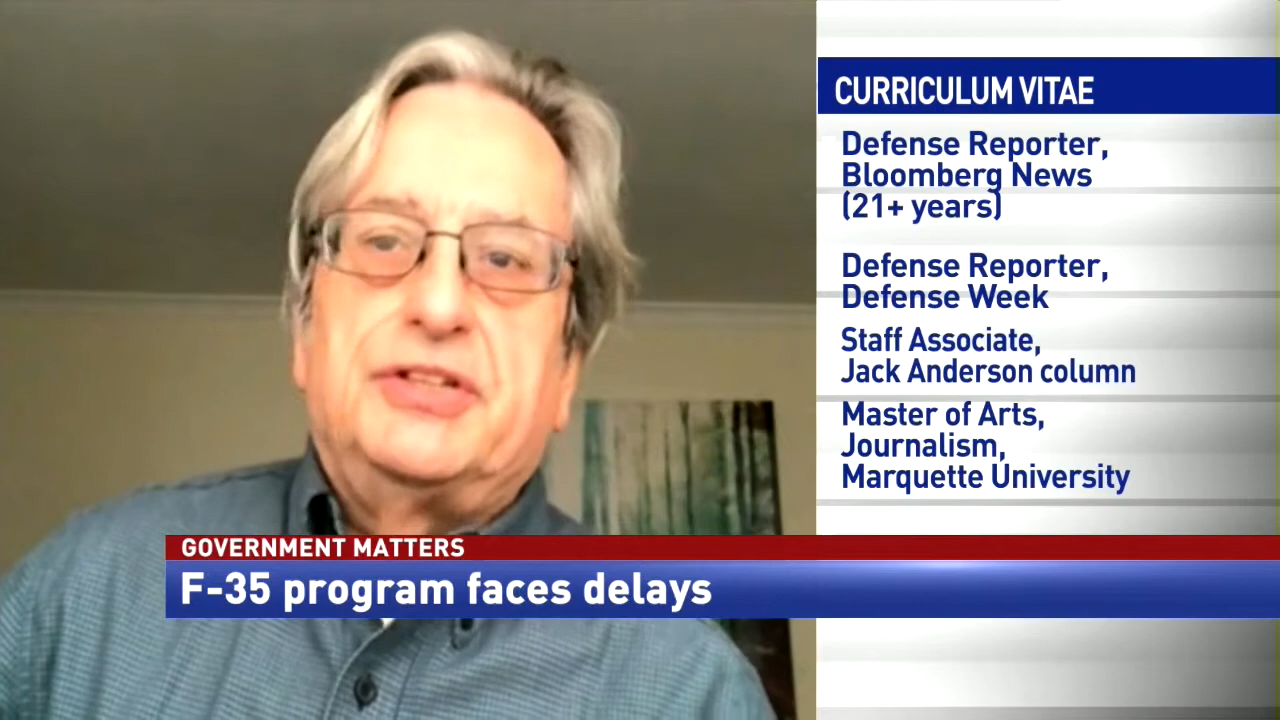 CURRICULUM VITAE
Defense Reporter,
Bloomberg News
(21+ years)
Defense Reporter,
Defense Week
Staff Associate,
Jack Anderson column
Master of Arts,
Journalism,
Marquette University
GOVERNMENT MATTERS
F-35 program faces delays